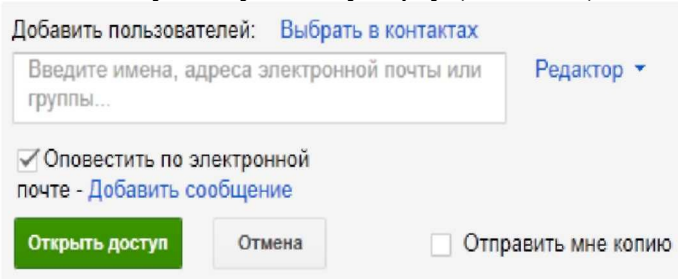 Добавить пользователей: Выбрать в контактах
Введите имена, адреса электронной почты или
группы...
Редактор
Оповестить по электронной
почте - Добавить сообщение
Открыть доступ Отмена Отправить мне копию